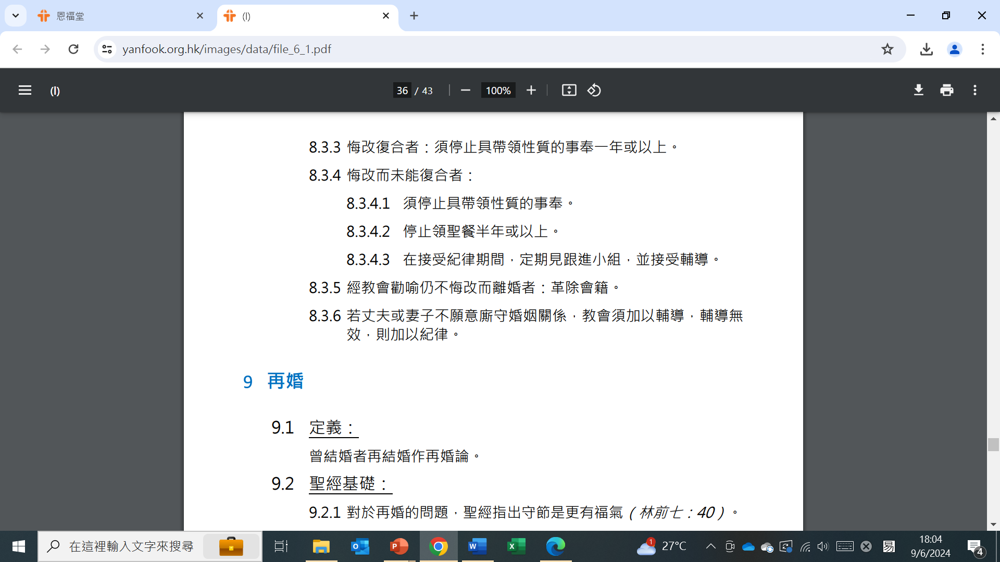 恩福堂
(I)
yanfook.org.hk/images/data/file_6_1.pdf
(I)
36 / 43
100%
8.3.3 悔改復合者：須停止具帶領性質的事奉一年或以上。
8.3.4 悔改而未能復合者：
8.3.4.1 須停止具帶領性質的事奉。
8.3.4.2 停止領聖餐半年或以上。
8.3.4.3 在接受紀律期間，定期見跟進小組，並接受輔導。
8.3.5 經教會勸喻仍不悔改而離婚者：革除會籍。
8.3.6 若丈夫或妻子不願意廝守婚姻關係，教會須加以輔導，輔導無
效，則加以紀律。
9 再婚
9.1 定義：
曾結婚者再結婚作再婚論。
9.2 聖經基礎：
9.2.1 對於再婚的問題，聖經指出守節是更有福氣（林前七：40）。
在這裡輸入文字來搜尋
1
27°C
易
18:04
9/6/2024
4